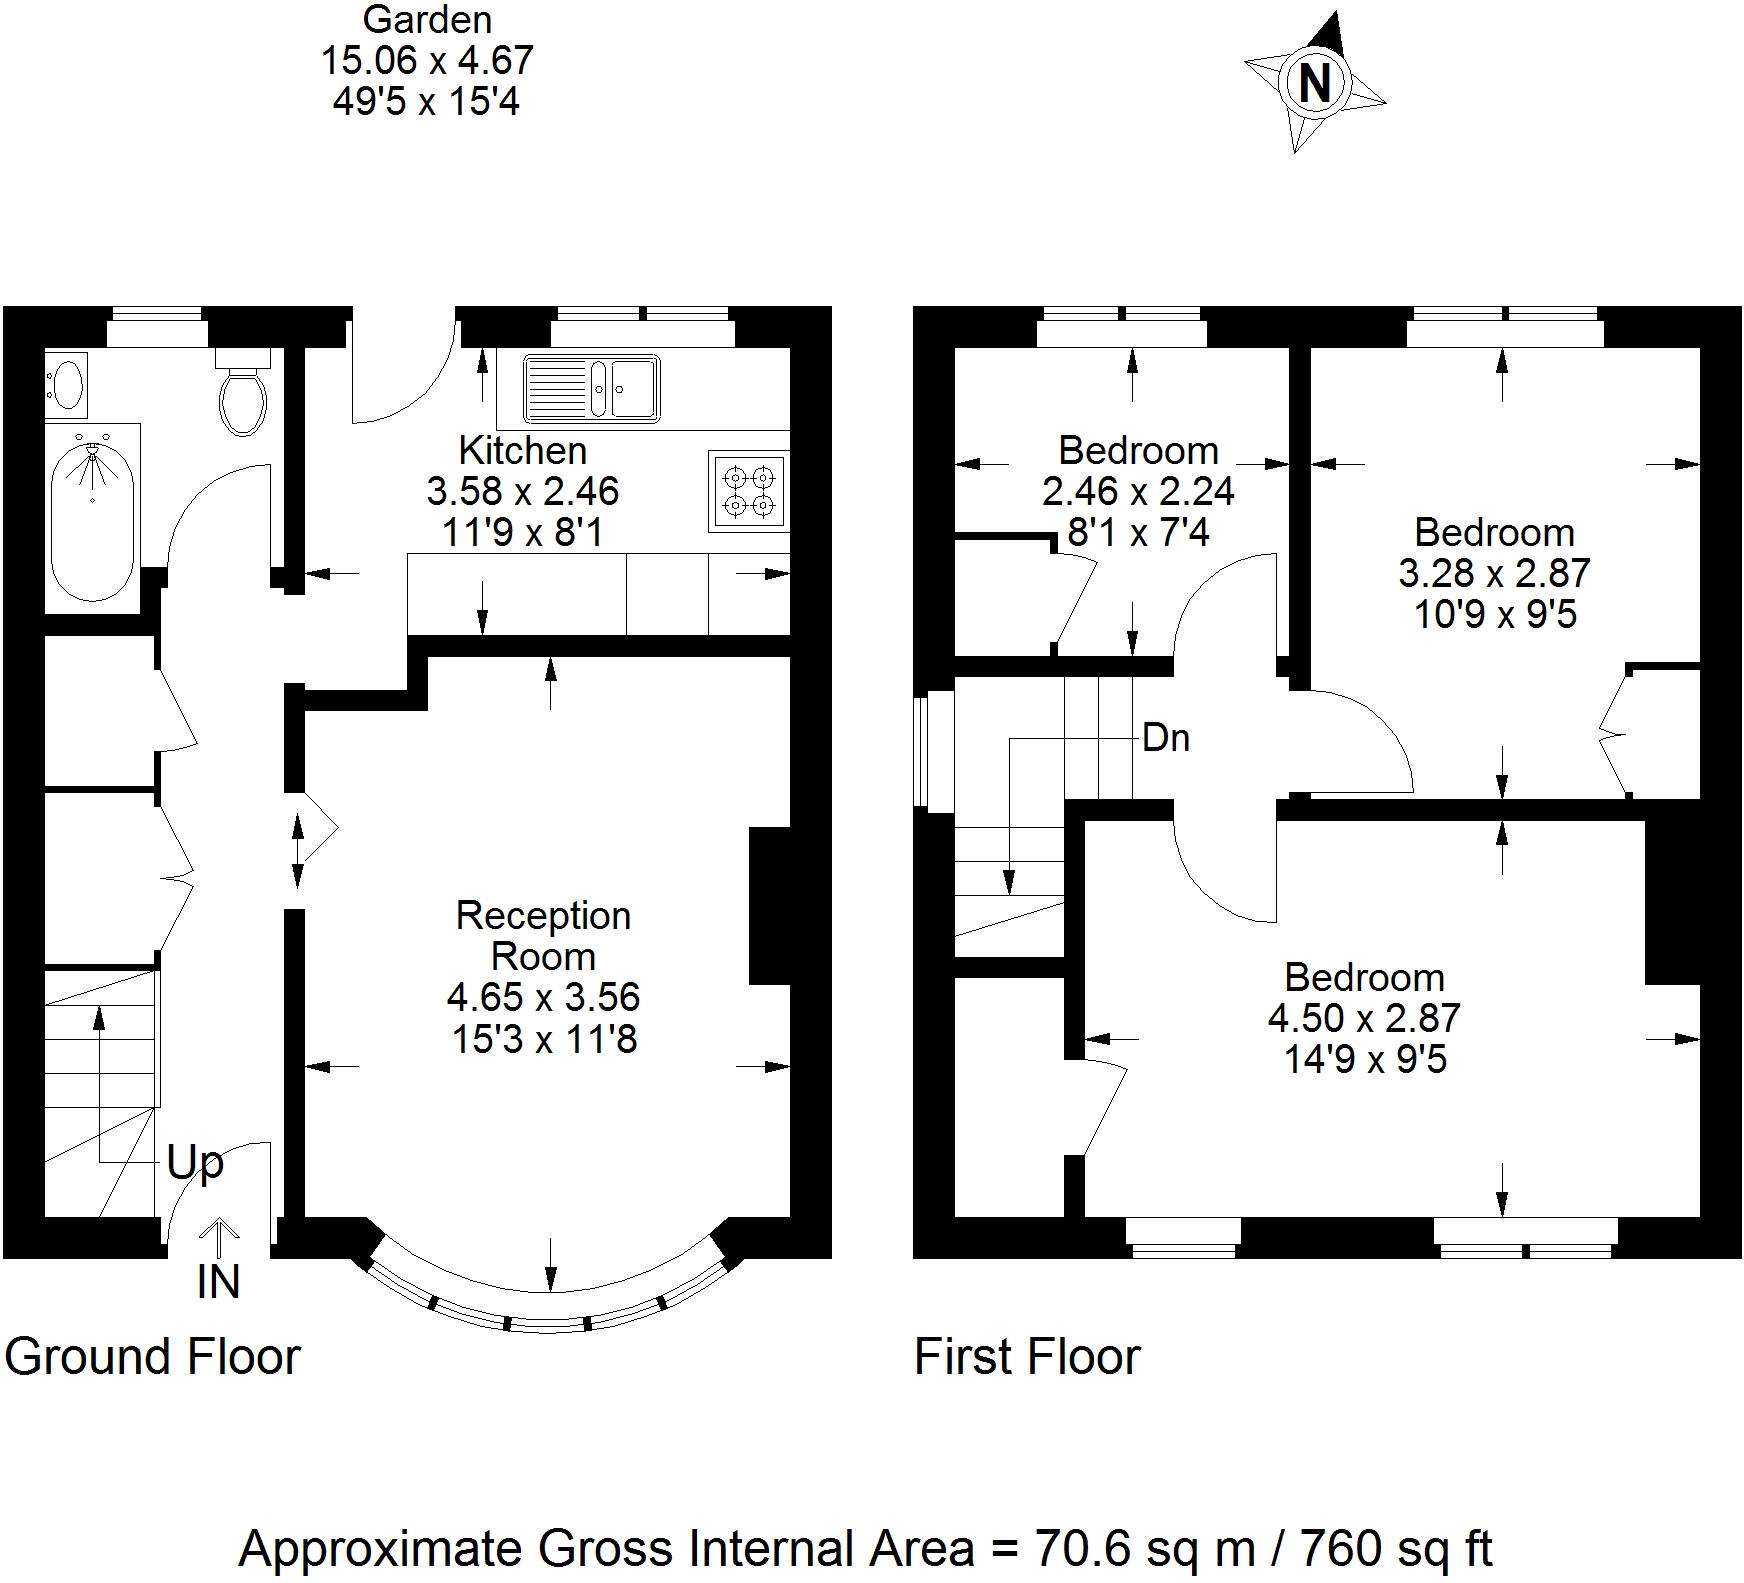 Garden
15.06 x 4.67
49'5 x 15'4
N
Kitchen
3.58 x 2.46
11'9 x 8'1
Reception
Room
4.65 x 3.56
15'3 x 11'8
Up
IN
Ground Floor
Bedroom
2.46 x 2.24
8'1 x 7'4
Bedroom
3.28 x 2.87
10'9 x 9'5
Dn
Bedroom
4.50 x 2.87
14'9 x 9'5
First Floor
Approximate Gross Internal Area = 70.6 sq m / 760 sq ft